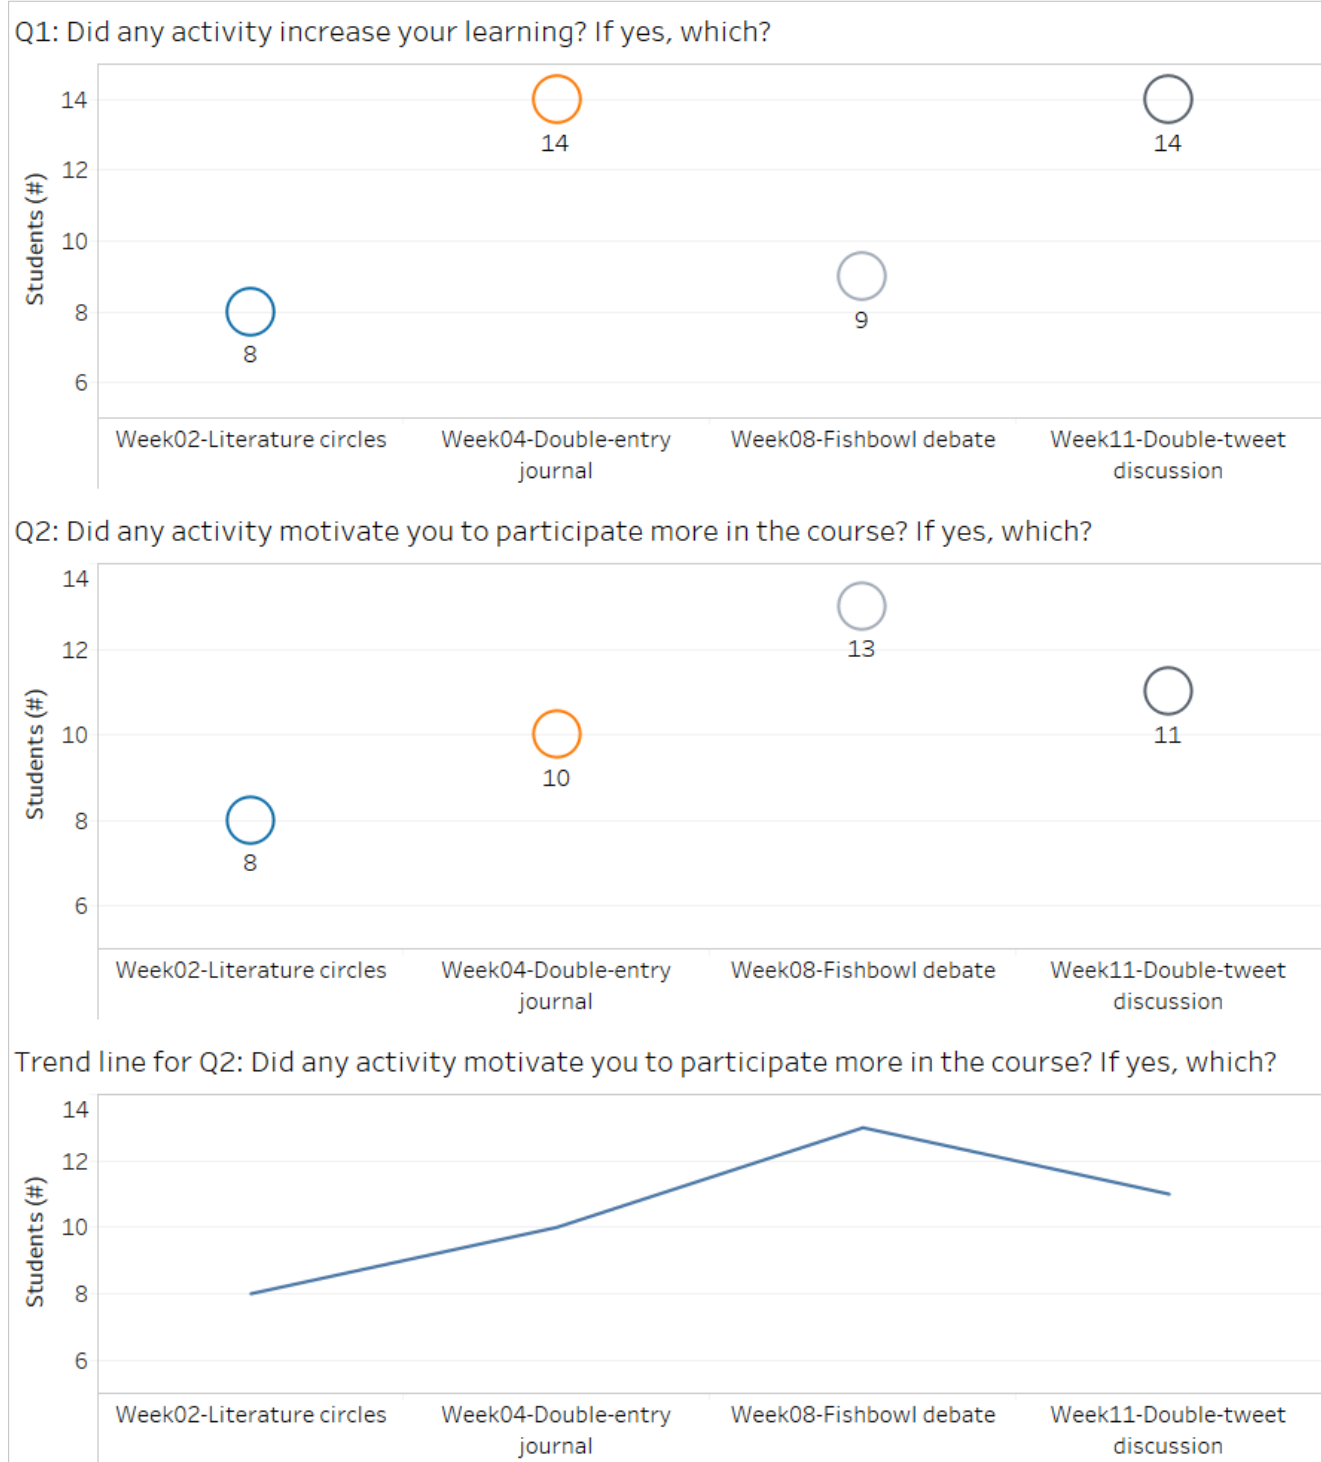 Q1: Did any activity increase your learning? If yes, which?
14
12
10
8
6
Students (#)
8
14
9
14
Week02-Literature circles
Week04-Double-entry
journal
Week08-Fishbowl debate
Week11-Double-tweet
discussion
Q2: Did any activity motivate you to participate more in the course? If yes, which?
14
12
10
8
6
Students (#)
8
10
13
11
Week02-Literature circles
Week04-Double-entry
journal
Week08-Fishbowl debate
Week11-Double-tweet
discussion
Trend line for Q2: Did any activity motivate you to participate more in the course? If yes, which?
14
12
10
8
6
Students (#)
Week02-Literature circles
Week04-Double-entry
journal
Week08-Fishbowl debate
Week11-Double-tweet
discussion